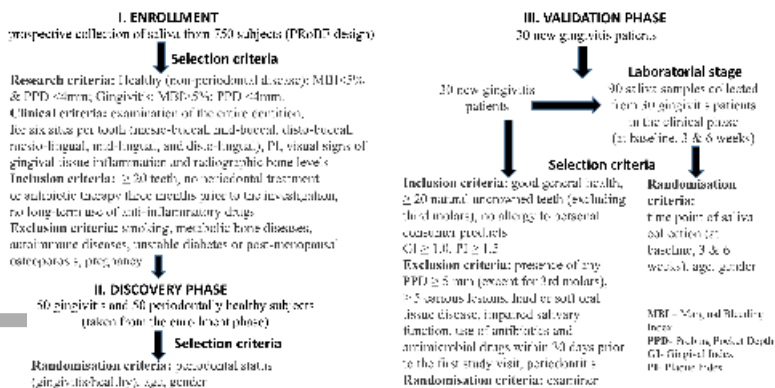 I. ENROLLMENT
prospective collection of saliva from 750 subjects (PRoBE design)
Selection criteria
Research criteria: Healthy (non-periodontal disease): MBI<5%
& PPD <4mm; Gingivitis: MBI<5%; PPD <4mm.
Clinical criteria: examination of the entire dentition,
for six sites per tooth (mesio-buccal, mid-buccal, disto-buccal,
mesio-lingual, mid-lingual, and disto-lingual), PI, visual signs of
gingival tissue inflammation and radiographic bone levels
Inclusion criteria: ≥ 20 teeth, no periodontal treatment
or antibiotic therapy three months prior to the investigation,
no long-term use of anti-inflammatory drugs
Exclusion criteria: smoking, metabolic bone diseases,
autoimmune diseases, unstable diabetes or post-menopausal
osteoporosis, pregnancy
II. DISCOVERY PHASE
50 gingivitis and 50 periodontally healthy subjects
(taken from the enrollment phase)
Selection criteria
Randomisation criteria: periodontal status
(gingivitis/healthy), age, gender
III. VALIDATION PHASE
30 new gingivitis patients
30 new gingivitis
patients
Laboratorial stage
90 saliva samples collected
from 30 gingivitis patients
in the clinical phase
(at baseline, 3 & 6 weeks)
Selection criteria
Inclusion criteria: good general health,
≥ 20 natural uncrowned teeth (excluding
third molars), no allergy to personal
consumer products
GI ≥ 1.0, PI ≥ 1.5
Exclusion criteria: presence of any
PPD ≥ 5 mm (except for 3rd molars),
≥ 5 carious lesions, hard or soft oral
tissue disease, impaired salivary
function, use of antibiotics and
antimicrobial drugs within 30 days prior
to the first study visit, periodontitis
Randomisation criteria: examiner
Randomisation
criteria:
time point of saliva
collection (at
baseline, 3 & 6
weeks), age, gender
MBI – Marginal Bleeding
Index
PPD- Probing Pocket Depth
GI- Gingival Index
PI- Plaque Index